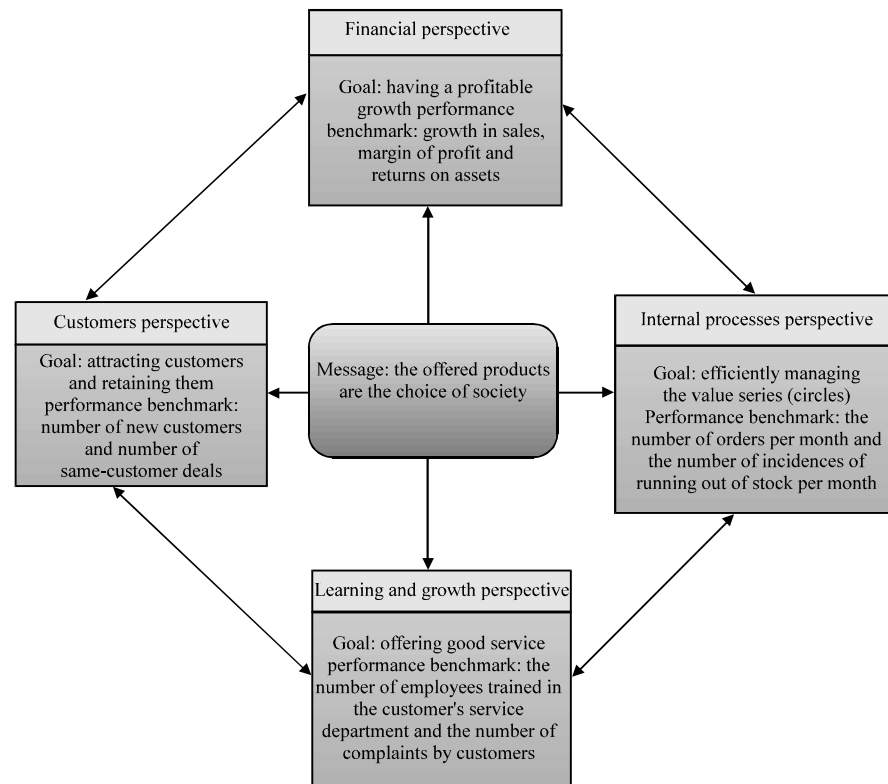 Financial perspective
Goal: having a profitable
growth performance
benchmark: growth in sales,
margin of profit and
returns on assets
Customers perspective
Goal: attracting customers
and retaining them
performance benchmark:
number of new customers
and number of
same-customer deals
Message: the offered products
are the choice of society
Internal processes perspective
Goal: efficiently managing
the value series (circles)
Performance benchmark: the
number of orders per month and
the number of incidences of
running out of stock per month
Learning and growth perspective
Goal: offering good service
performance benchmark: the
number of employees trained in
the customer's service
department and the number of
complaints by customers